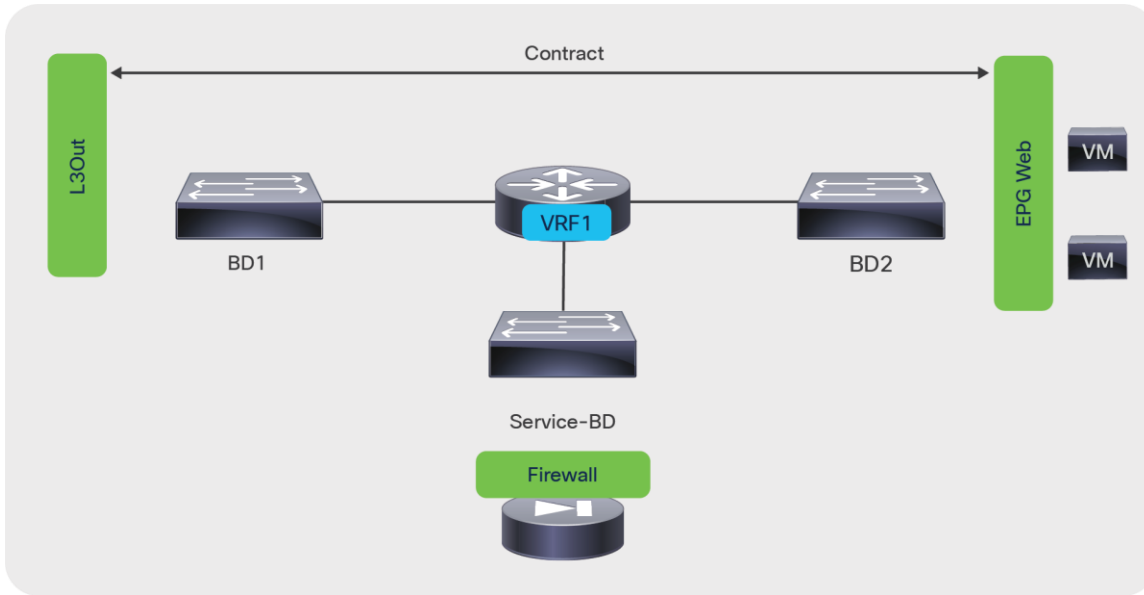 Contract
L3Out
EPG Web
VM
VRF1
BD1
BD2
VM
Service-BD
Firewall